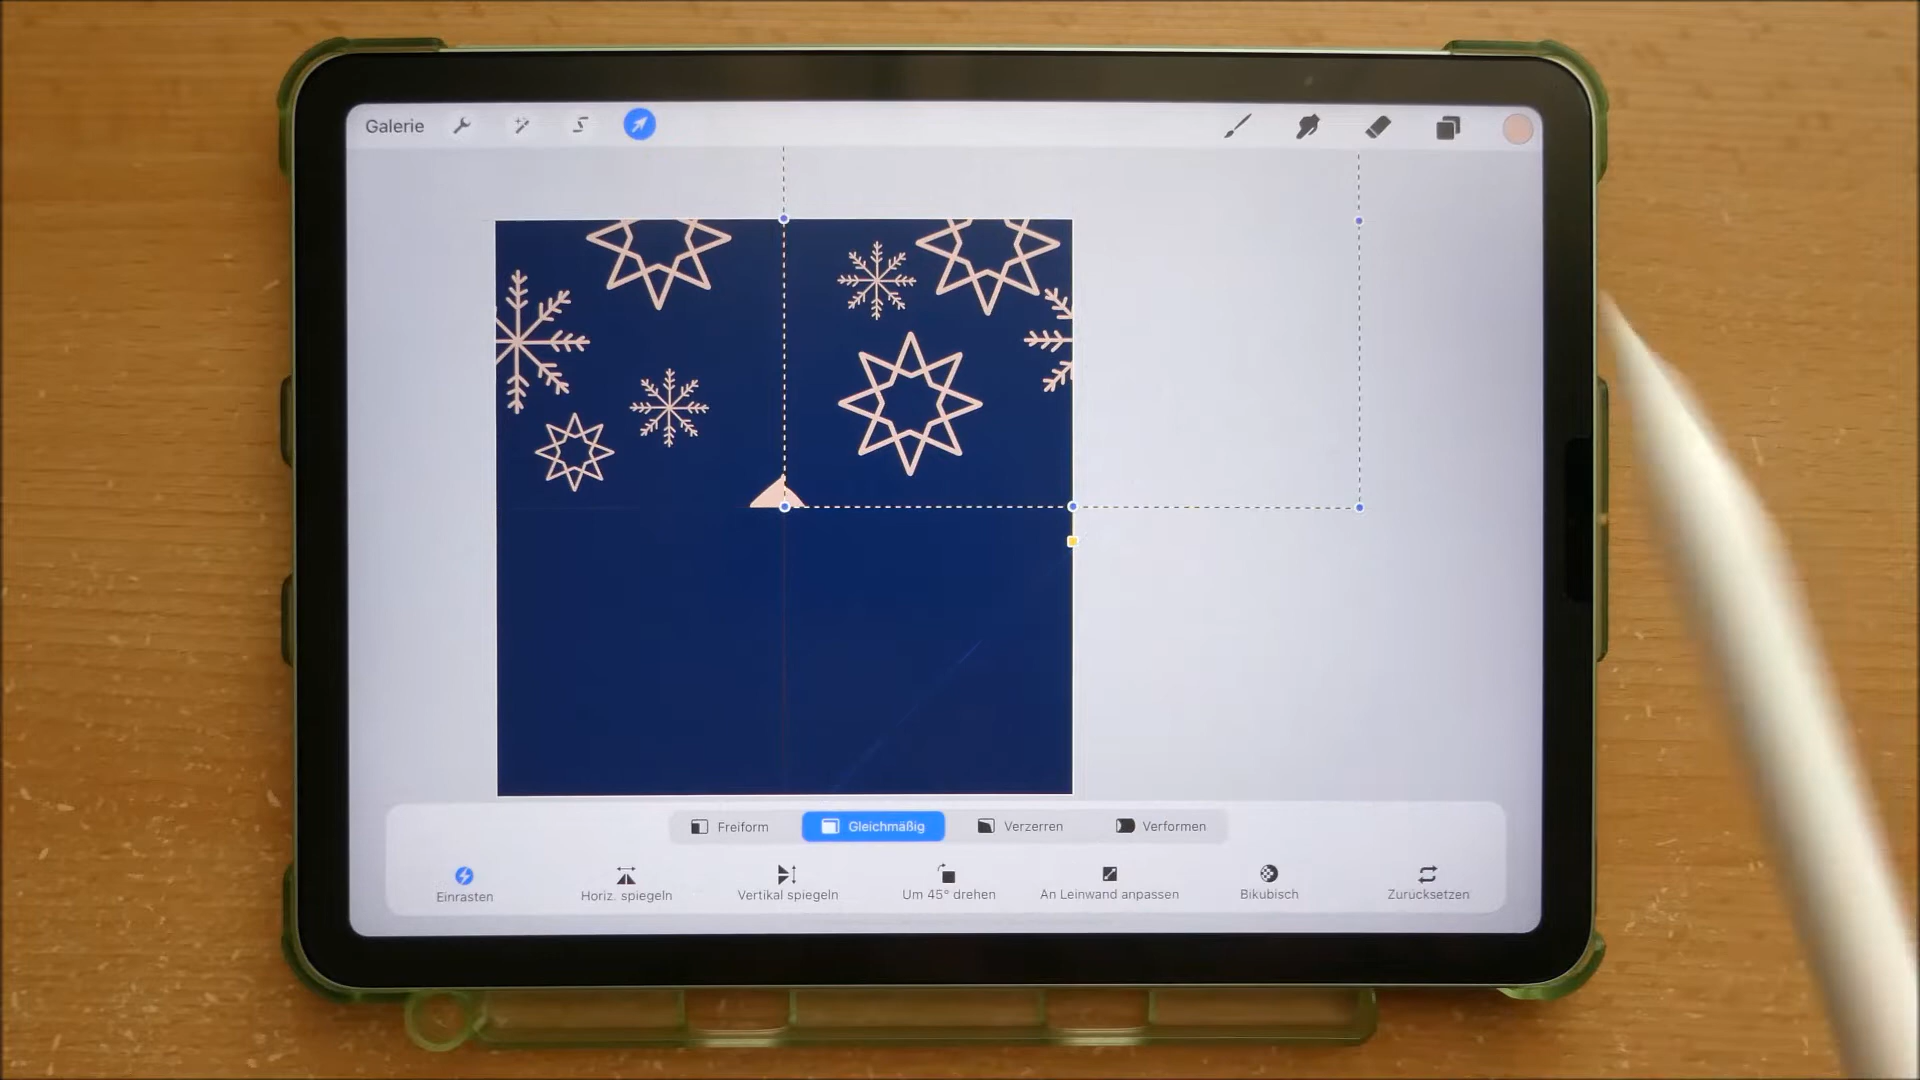 Galerie
Freiform Gleichmäßig Verzerren Verformen
Einrasten Horiz. spiegeln Vertikal spiegeln Um 45° drehen An Leinwand anpassen Bikubisch Zurücksetzen